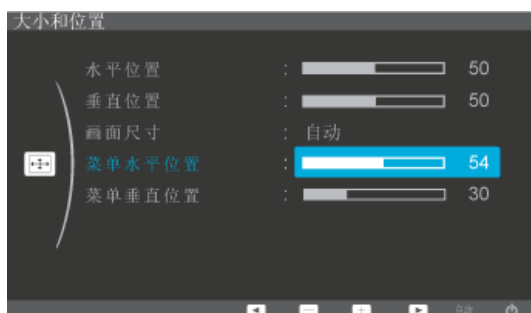 大小和位置
水平位置 : 50
垂直位置 : 50
画面尺寸 : 自动
菜单水平位置 : 54
菜单垂直位置 : 30